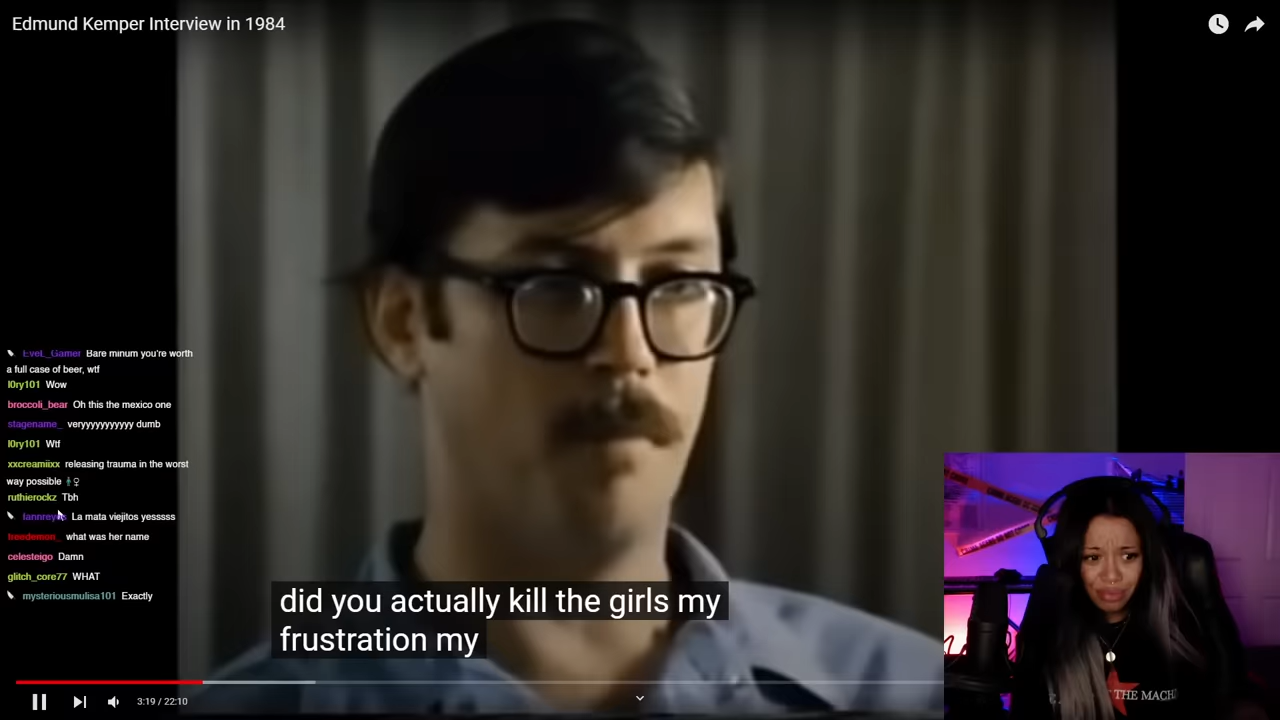 Edmund Kemper Interview in 1984
EveL_Gamer Bare minum you're worth
a full case of beer, wtf
l0ry101 Wow
broccoli_bear Oh this the mexico one
stagename_ veryyyyyyyyyyy dumb
l0ry101 Wtf
xxcreamiixx releasing trauma in the worst
way possible
ruthierockz Tbh
La mata viejitos yesssss
what was her name
celesteigo Damn
glitch_core77 WHAT
mysteriousmulisa101 Exactly
did you actually kill the girls my
frustration my
3:19 / 22:10
THE MACH